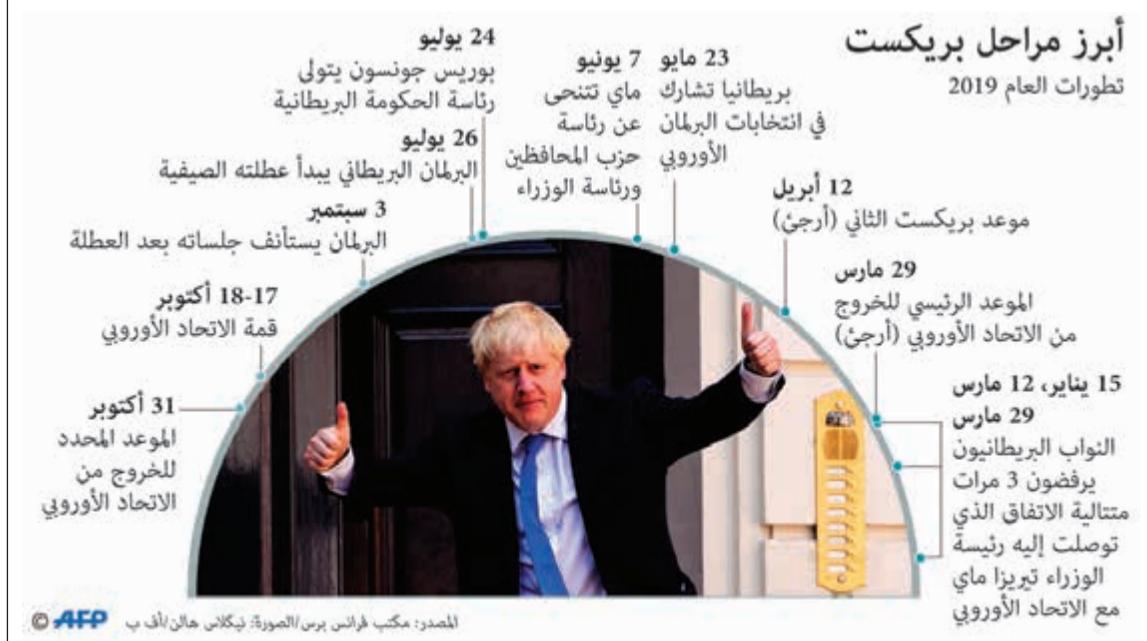 أبرز مراحل بريكست
تطورات العام 2019
15 يناير، 12 مارس
29 مارس
النواب البريطانيون
يرفضون 3 مرات
متتالية الاتفاق الذي
توصلت إليه رئيسة
الوزراء تيريزا ماي
مع الاتحاد الأوروبي
29 مارس
الموعد الرئيسي للخروج
من الاتحاد الأوروبي (أرجئ)
12 أبريل
موعد بريكست الثاني (أرجئ)
23 مايو
بريطانيا تشارك
في انتخابات البرلمان
الأوروبي
7 يونيو
ماي تتنحى
عن رئاسة
حزب المحافظين
ورئاسة الوزراء
24 يوليو
بوريس جونسون يتولى
رئاسة الحكومة البريطانية
26 يوليو
البرلمان البريطاني يبدأ عطلته الصيفية
3 سبتمبر
البرلمان يستأنف جلساته بعد العطلة
17-18 أكتوبر
قمة الاتحاد الأوروبي
31 أكتوبر
الموعد المحدد
للخروج من
الاتحاد الأوروبي
المصدر: مكتب فرانس برس/الصورة: نيكلاس هالن/أف ب
AFP ©